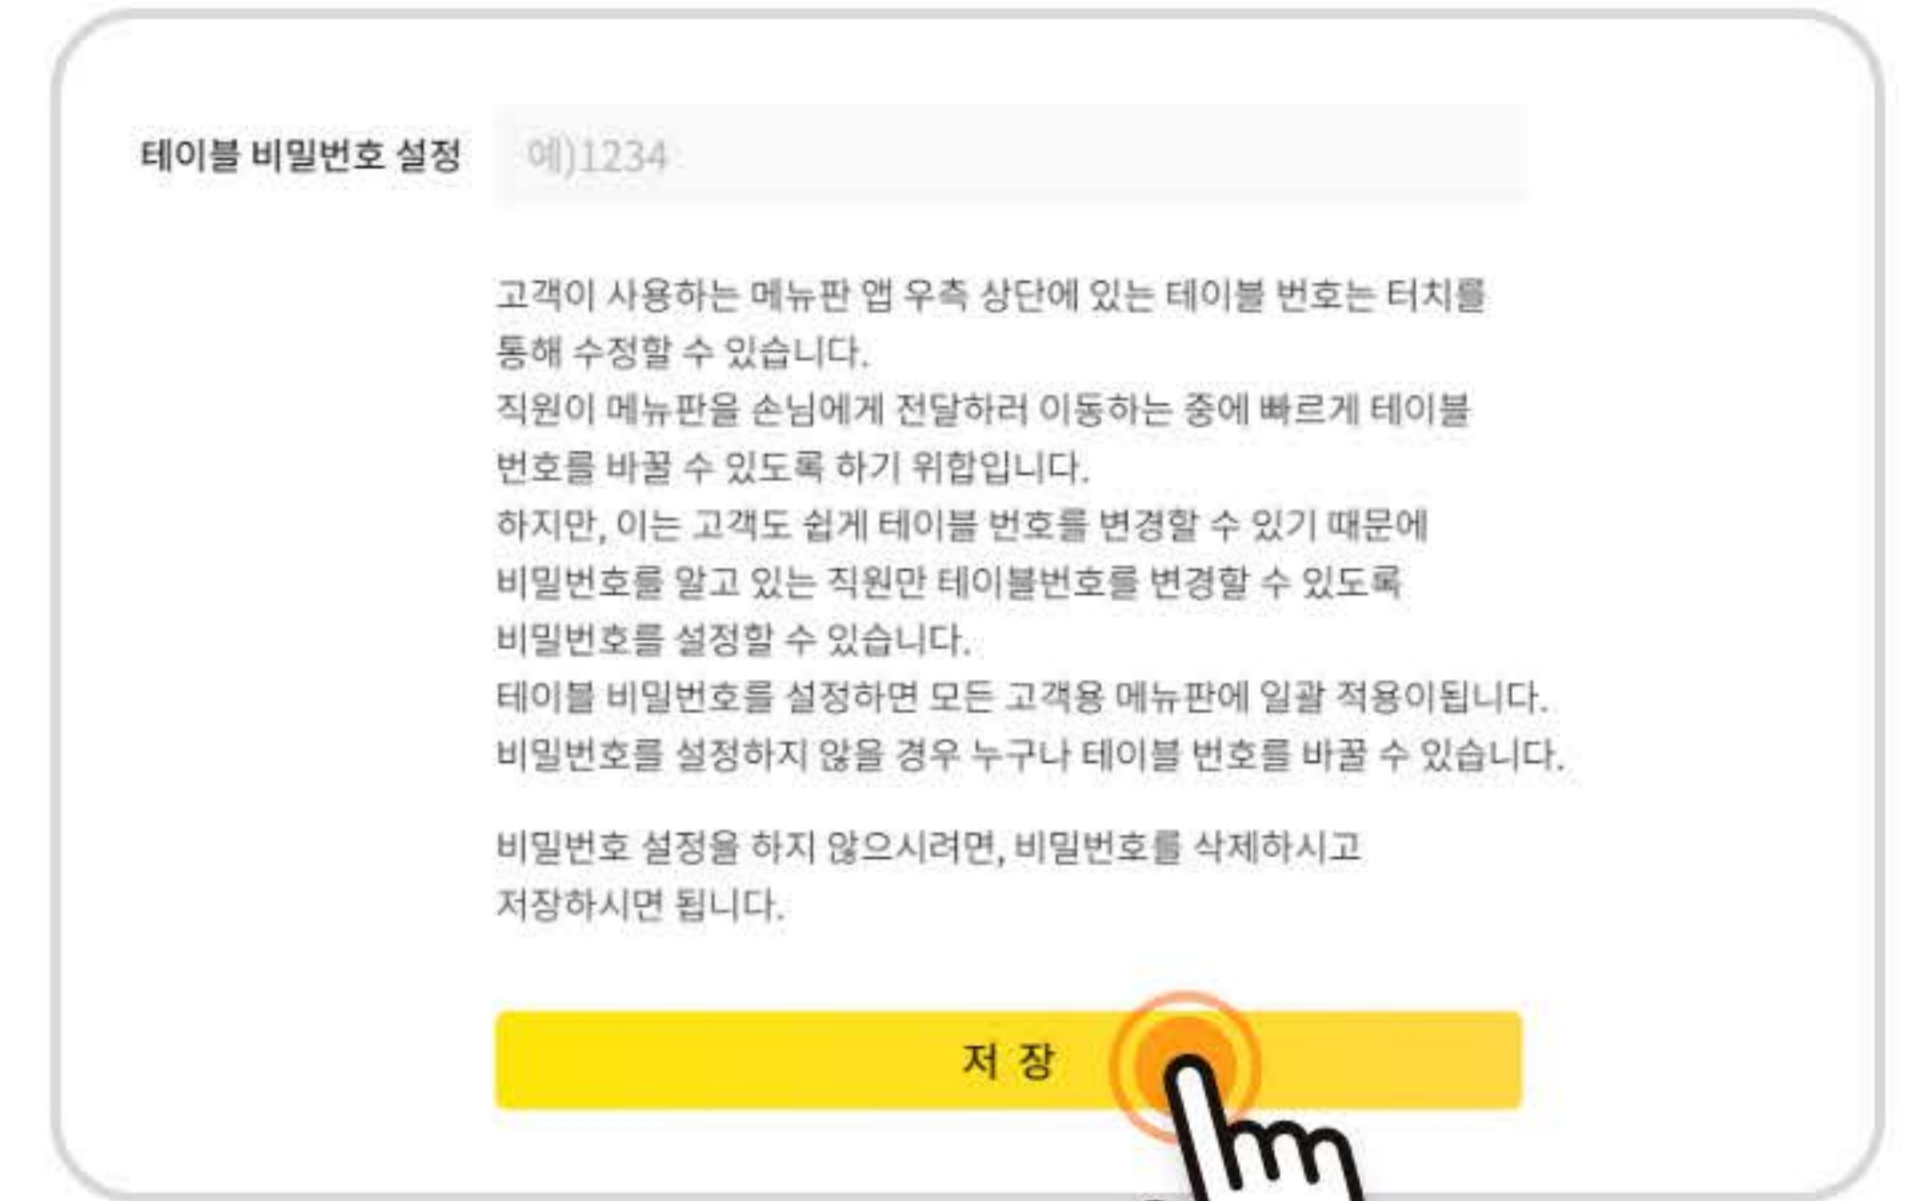 테이블 비밀번호 설정
예)1234
고객이 사용하는 메뉴판 앱 우측 상단에 있는 테이블 번호는 터치를
통해 수정할 수 있습니다.
직원이 메뉴판을 손님에게 전달하러 이동하는 중에 빠르게 테이블
번호를 바꿀 수 있도록 하기 위합입니다.
하지만, 이는 고객도 쉽게 테이블 번호를 변경할 수 있기 때문에
비밀번호를 알고 있는 직원만 테이블번호를 변경할 수 있도록
비밀번호를 설정할 수 있습니다.
테이블 비밀번호를 설정하면 모든 고객용 메뉴판에 일괄 적용이됩니다.
비밀번호를 설정하지 않을 경우 누구나 테이블 번호를 바꿀 수 있습니다.
비밀번호 설정을 하지 않으시려면, 비밀번호를 삭제하시고
저장하시면 됩니다.
저 장